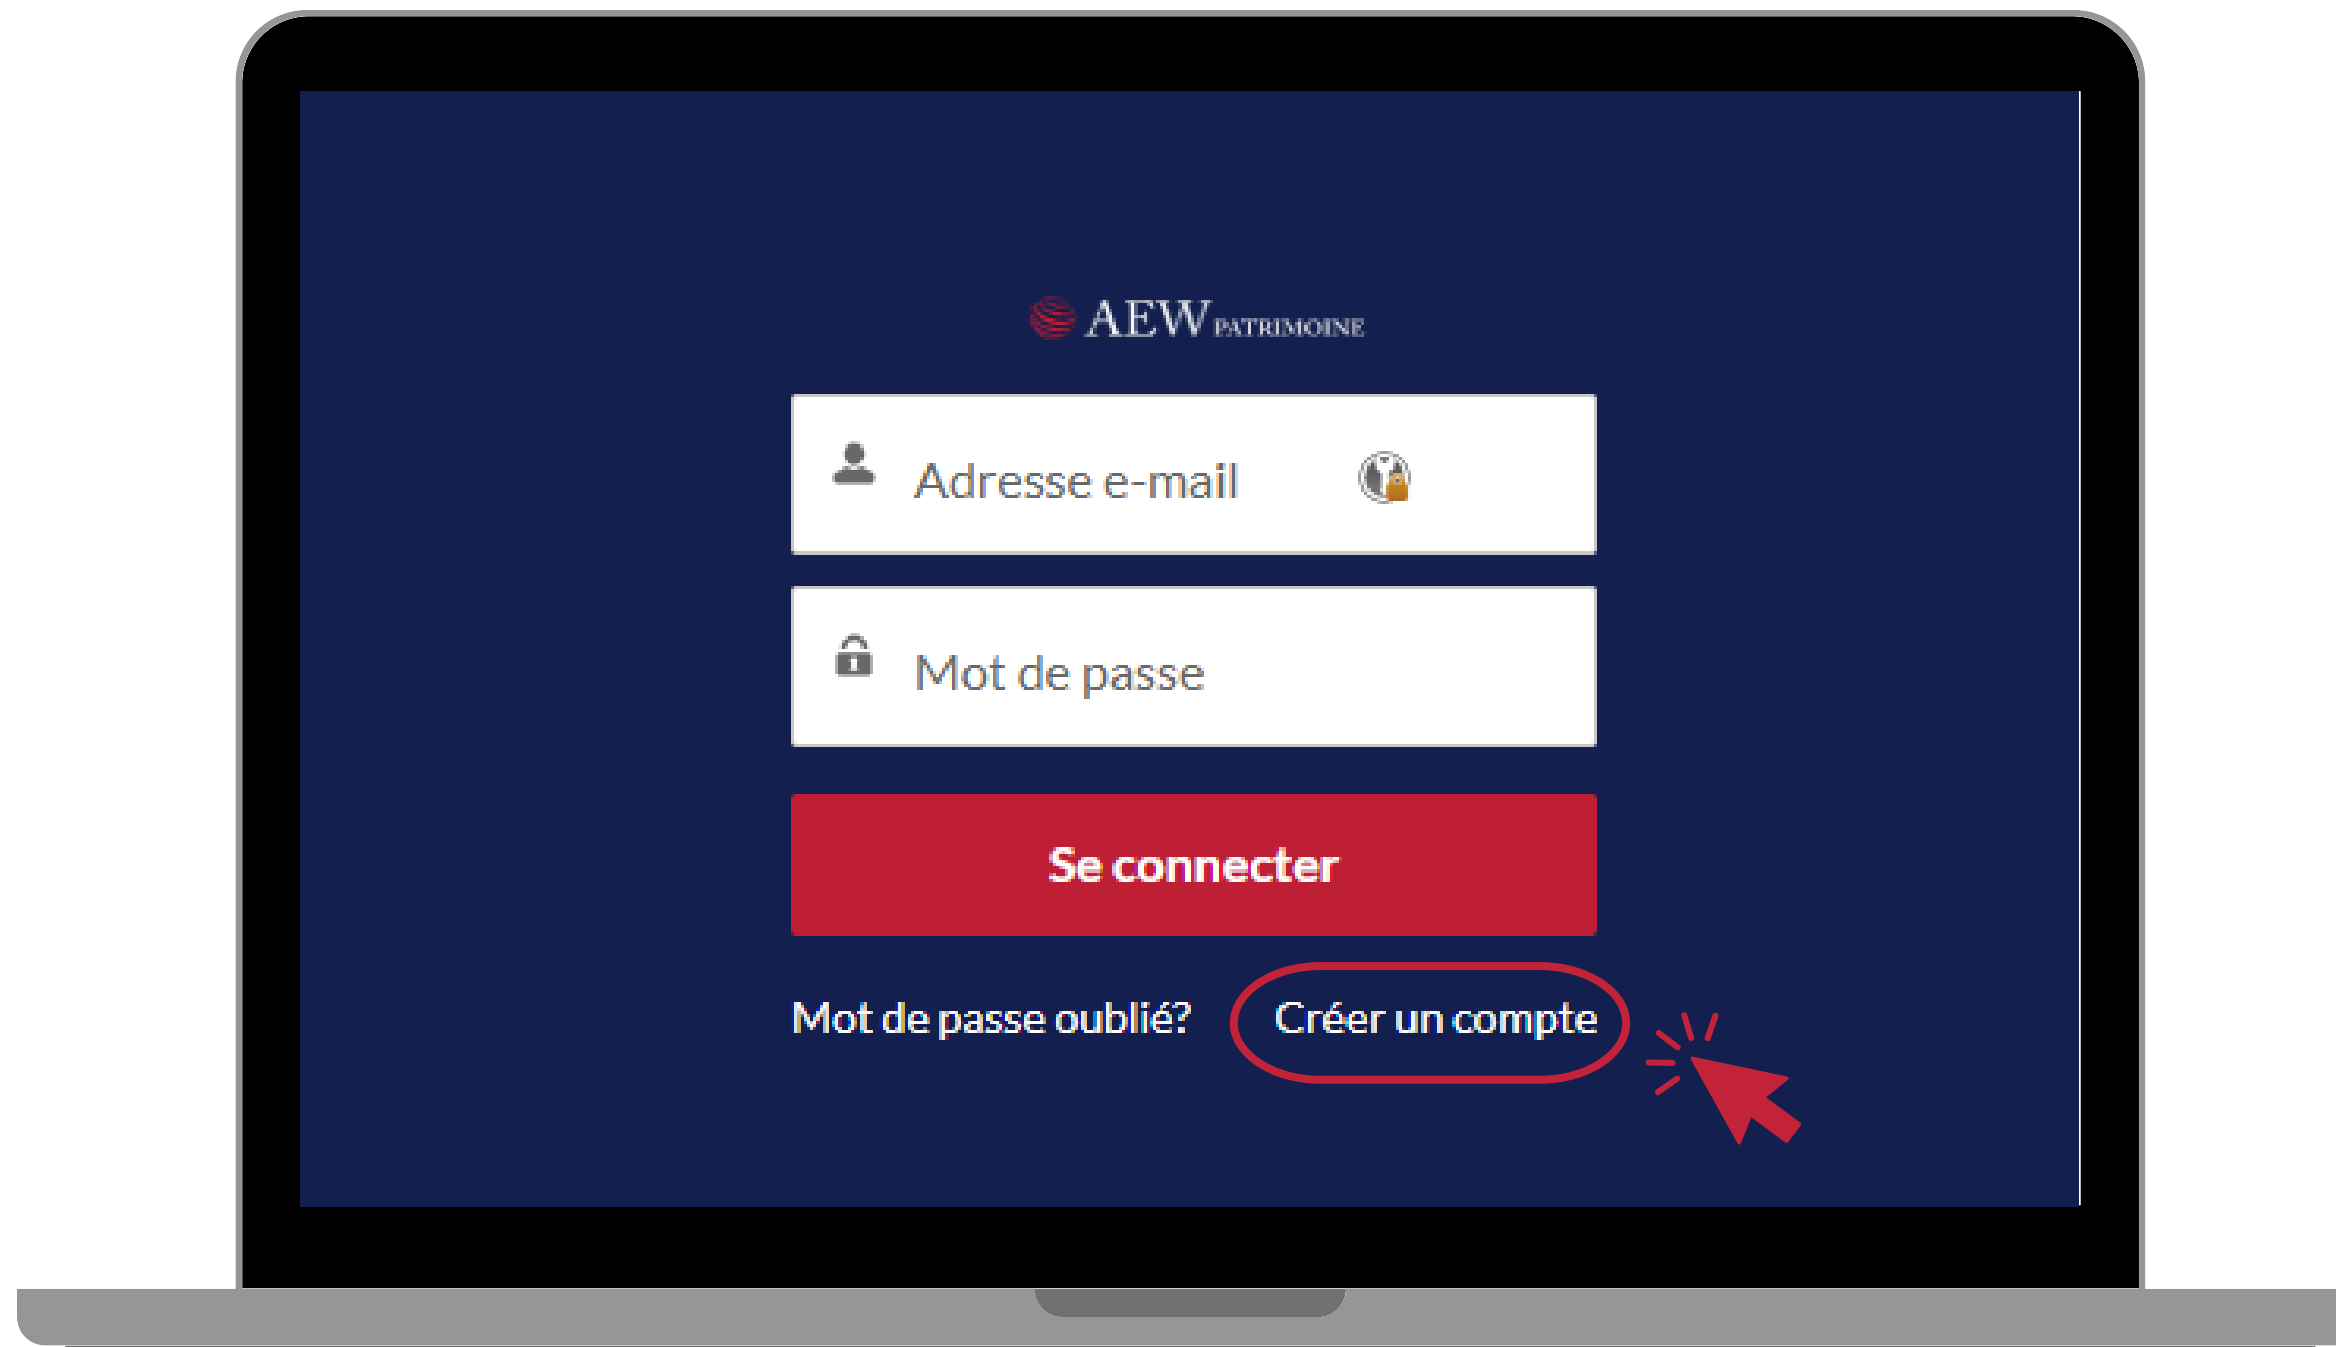 AEW PATRIMOINE
Adresse e-mail
Mot de passe
Se connecter
Mot de passe oublié? Créer un compte